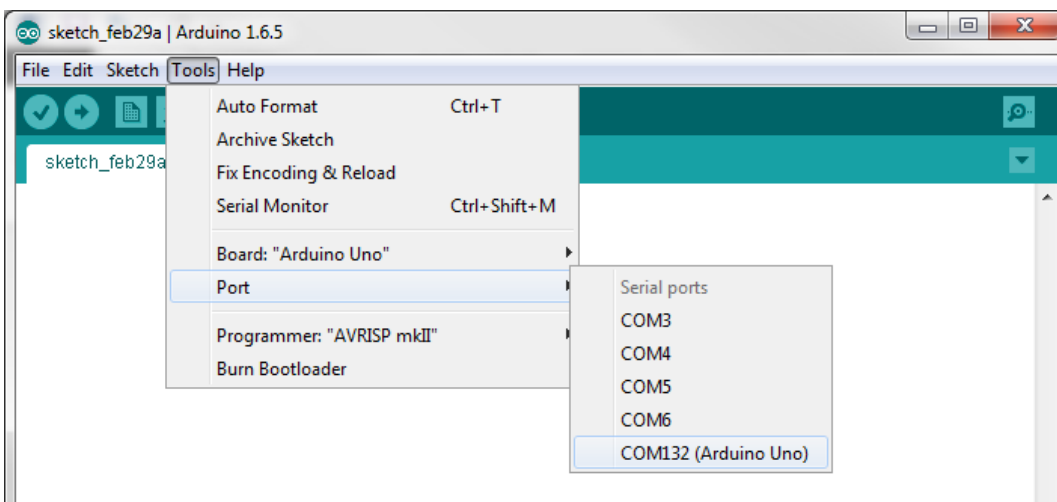 sketch_feb29a | Arduino 1.6.5
File Edit Sketch Tools Help
sketch_feb29a
Auto Format Ctrl+T
Archive Sketch
Fix Encoding & Reload
Serial Monitor Ctrl+Shift+M
Board: "Arduino Uno"
Port
Programmer: "AVRISP mkII"
Burn Bootloader
Serial ports
COM3
COM4
COM5
COM6
COM132 (Arduino Uno)